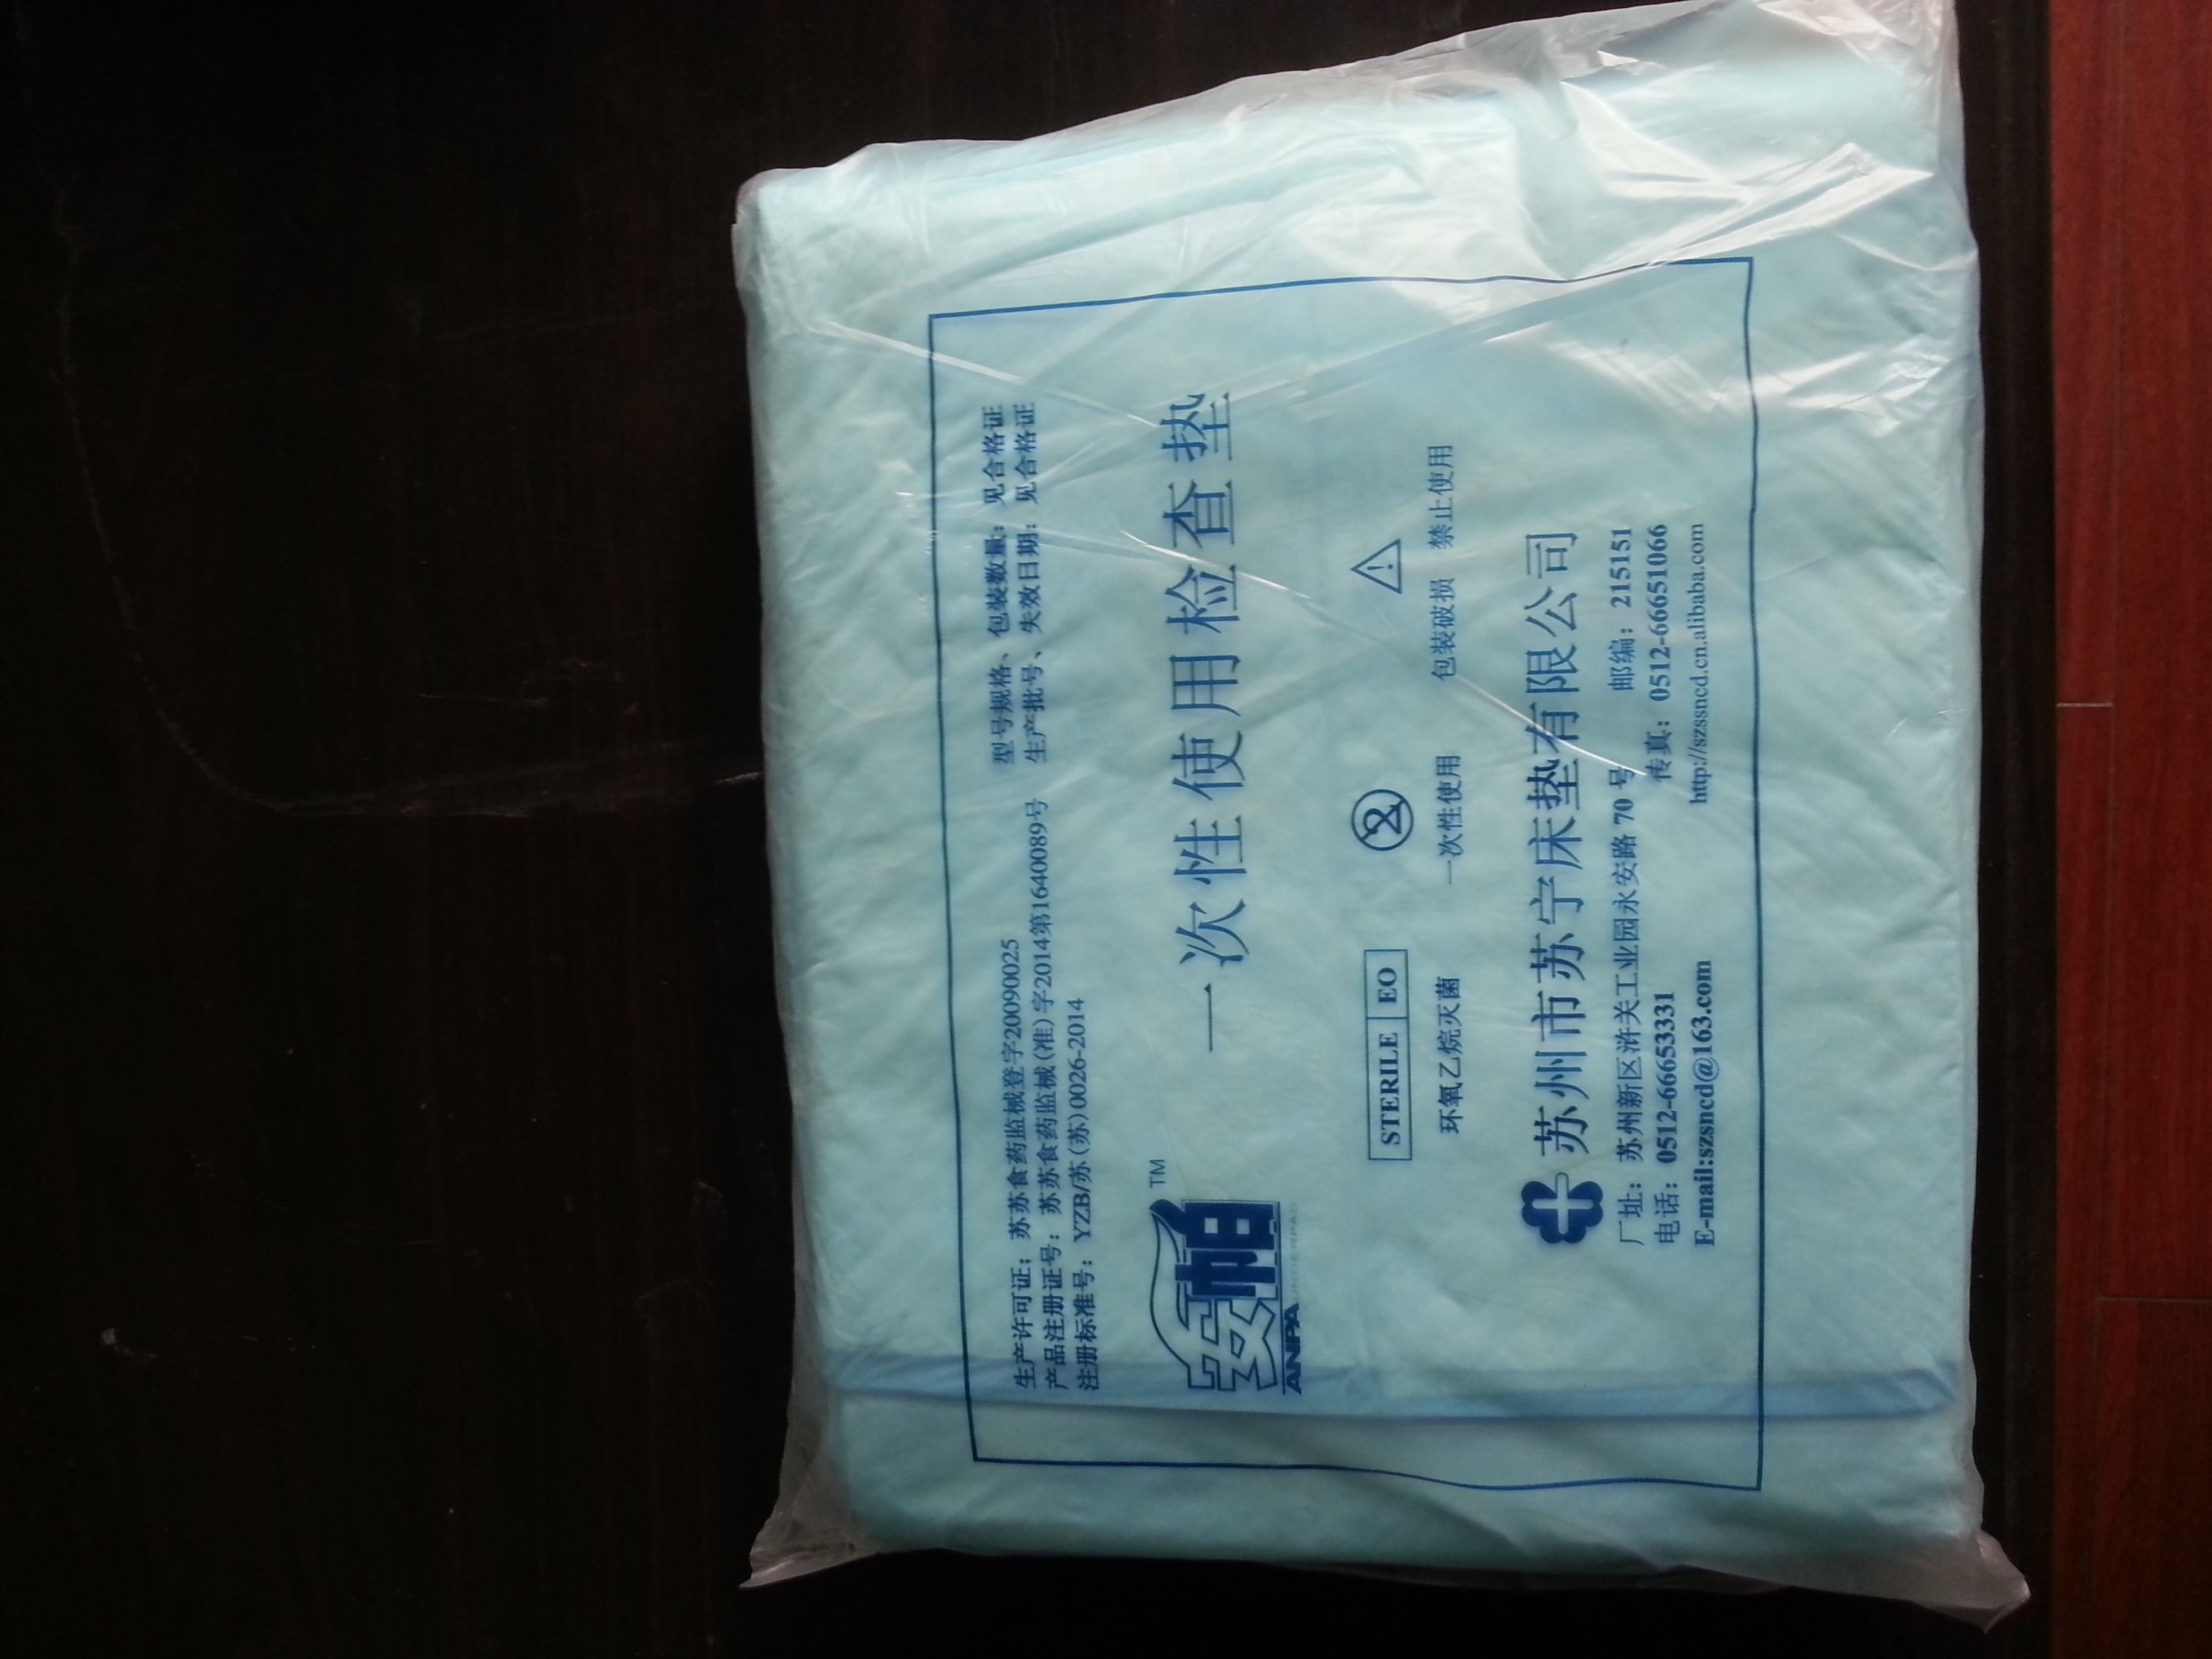 生产许可证：苏苏食药监械登字20090025
型号规格、包装数量：见合格证
产品注册证号：苏苏食药监械(准)字2014第1640089号
生产批号、失效日期：见合格证
注册标准号：YZB/苏(苏)0026-2014
安帕 TM
ANPA UNDERPAD
一次性使用检查垫
STERILE EO
2
!
环氧乙烷灭菌 一次性使用 包装破损 禁止使用
苏州市苏宁床垫有限公司
厂址：苏州新区浒关工业园永安路70号 邮编：215151
电话：0512-66653331 传真：0512-66651066
E-mail:szsncd@163.com http://szssncd.cn.alibaba.com